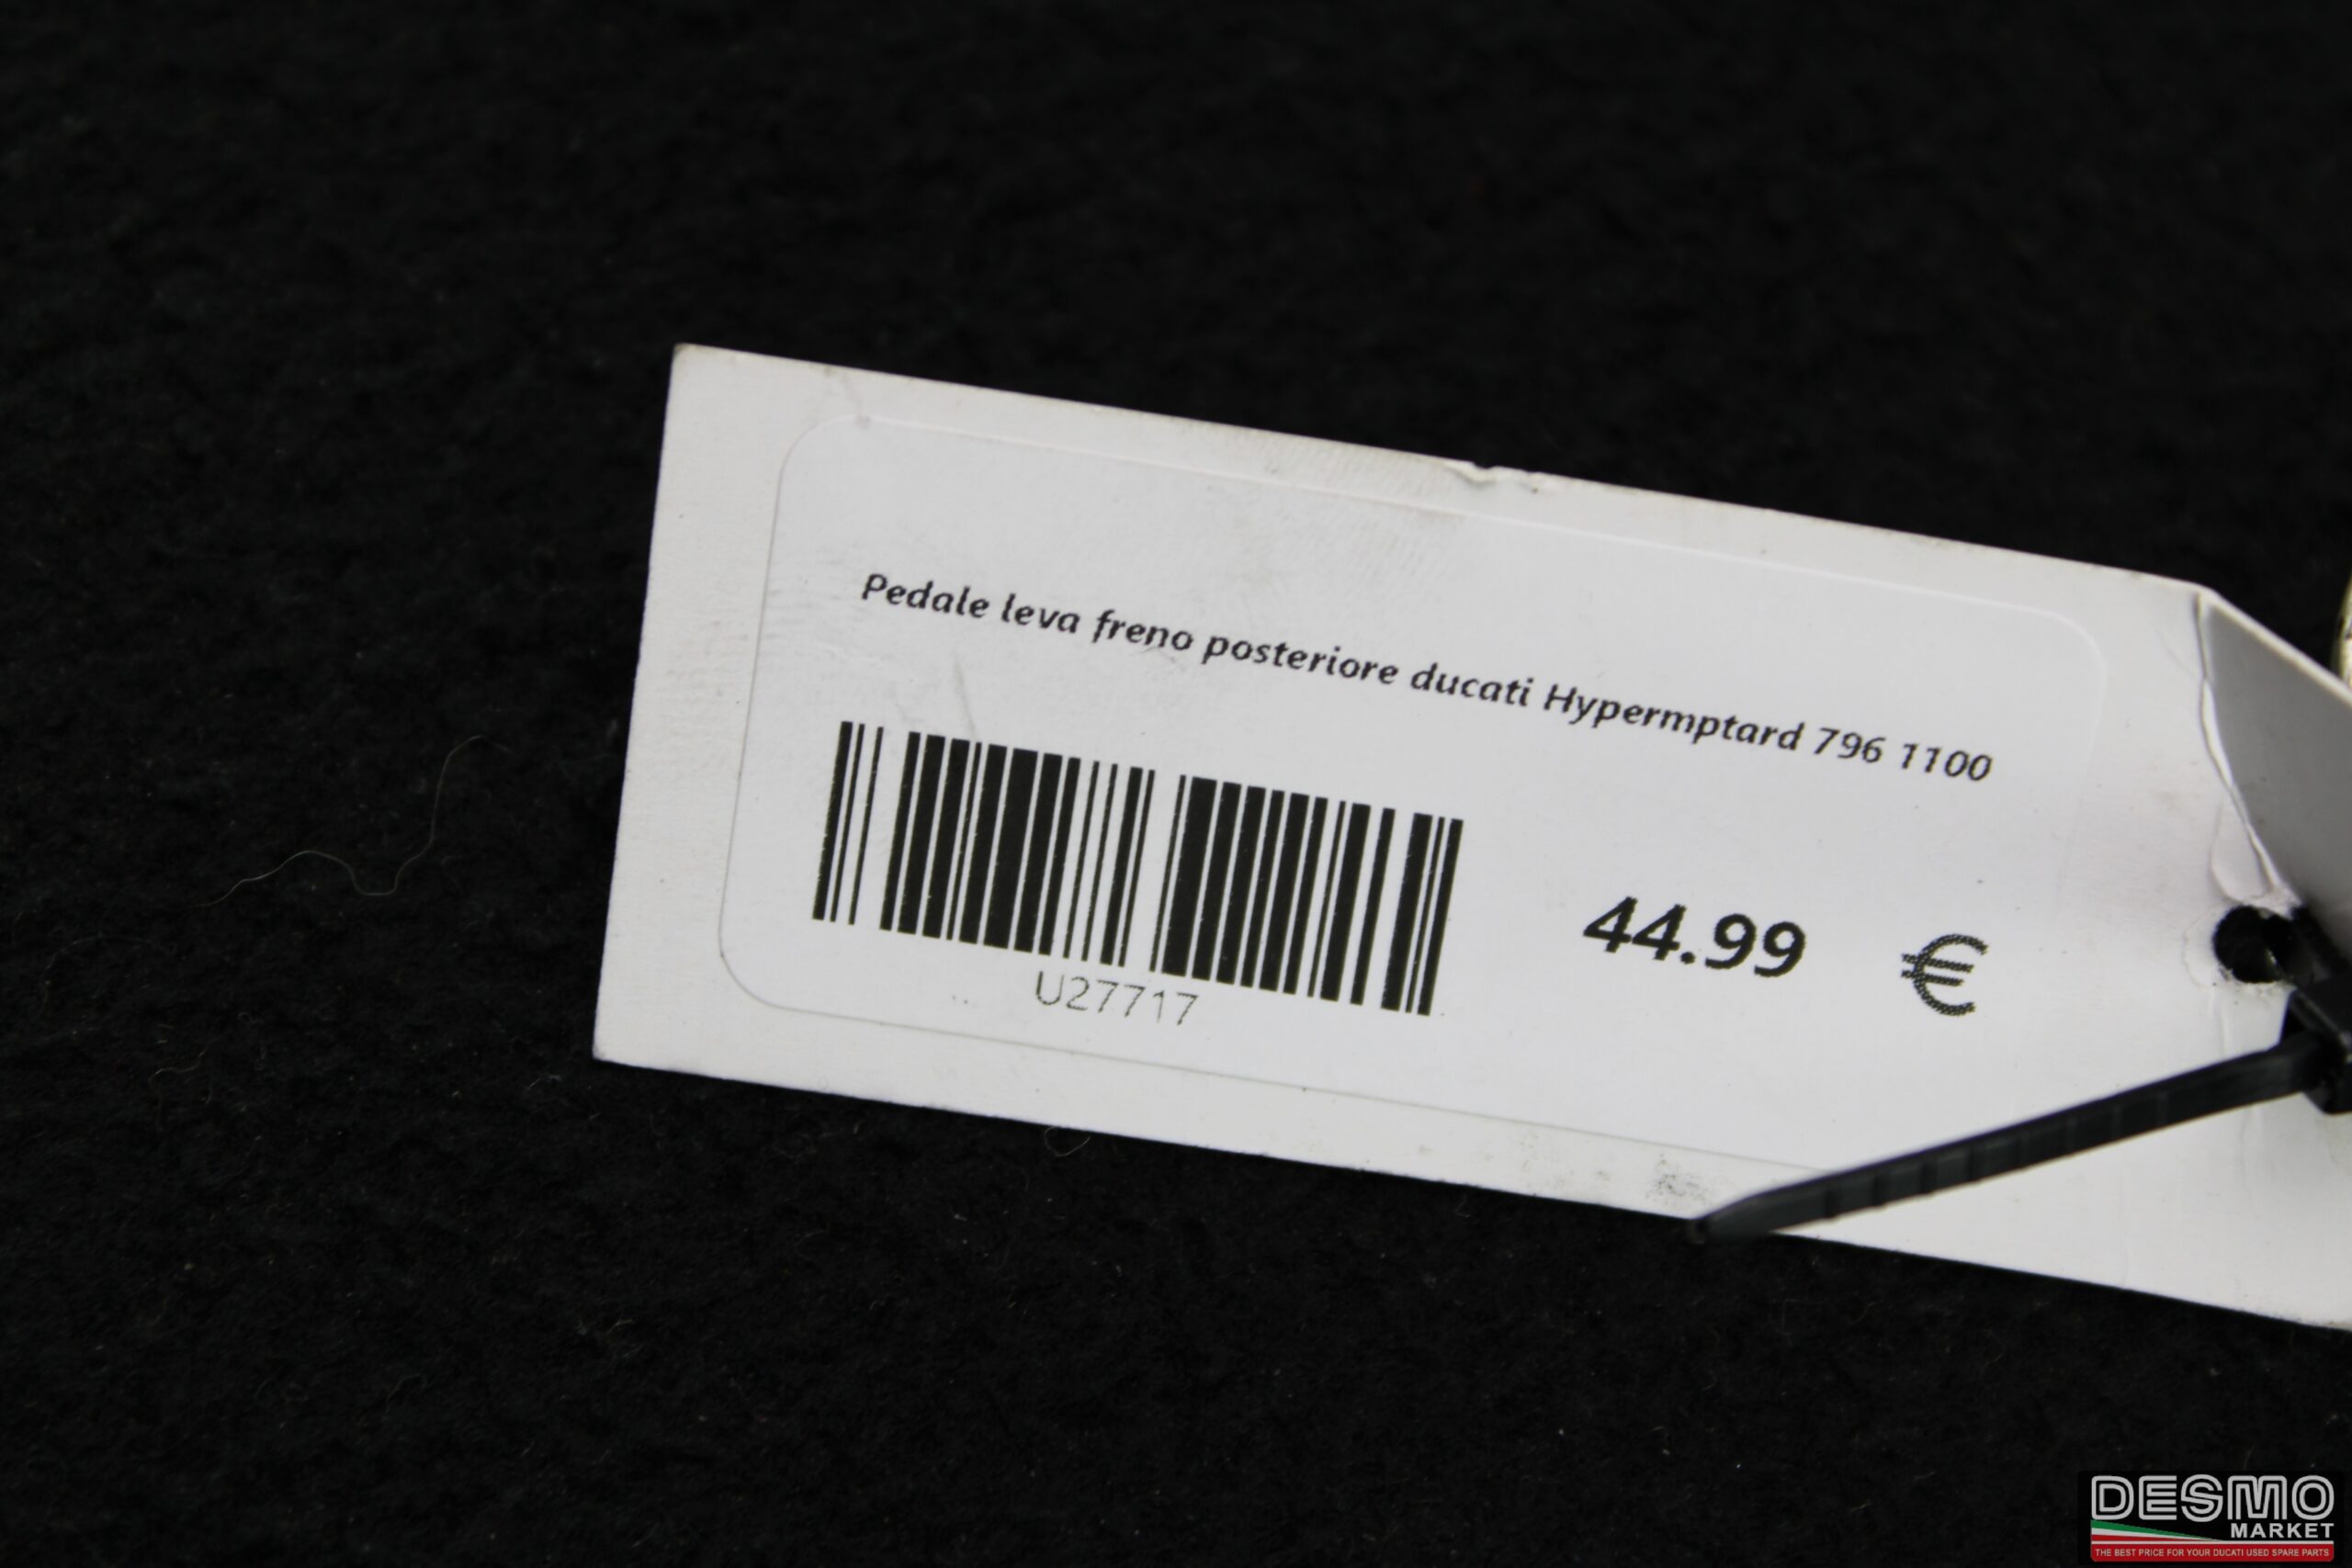 Pedale leva freno posteriore ducati Hypermptard 796 1100
44.99 €
U27717
DESMO
MARKET
THE BEST PRICE FOR YOUR DUCATI USED SPARE PARTS